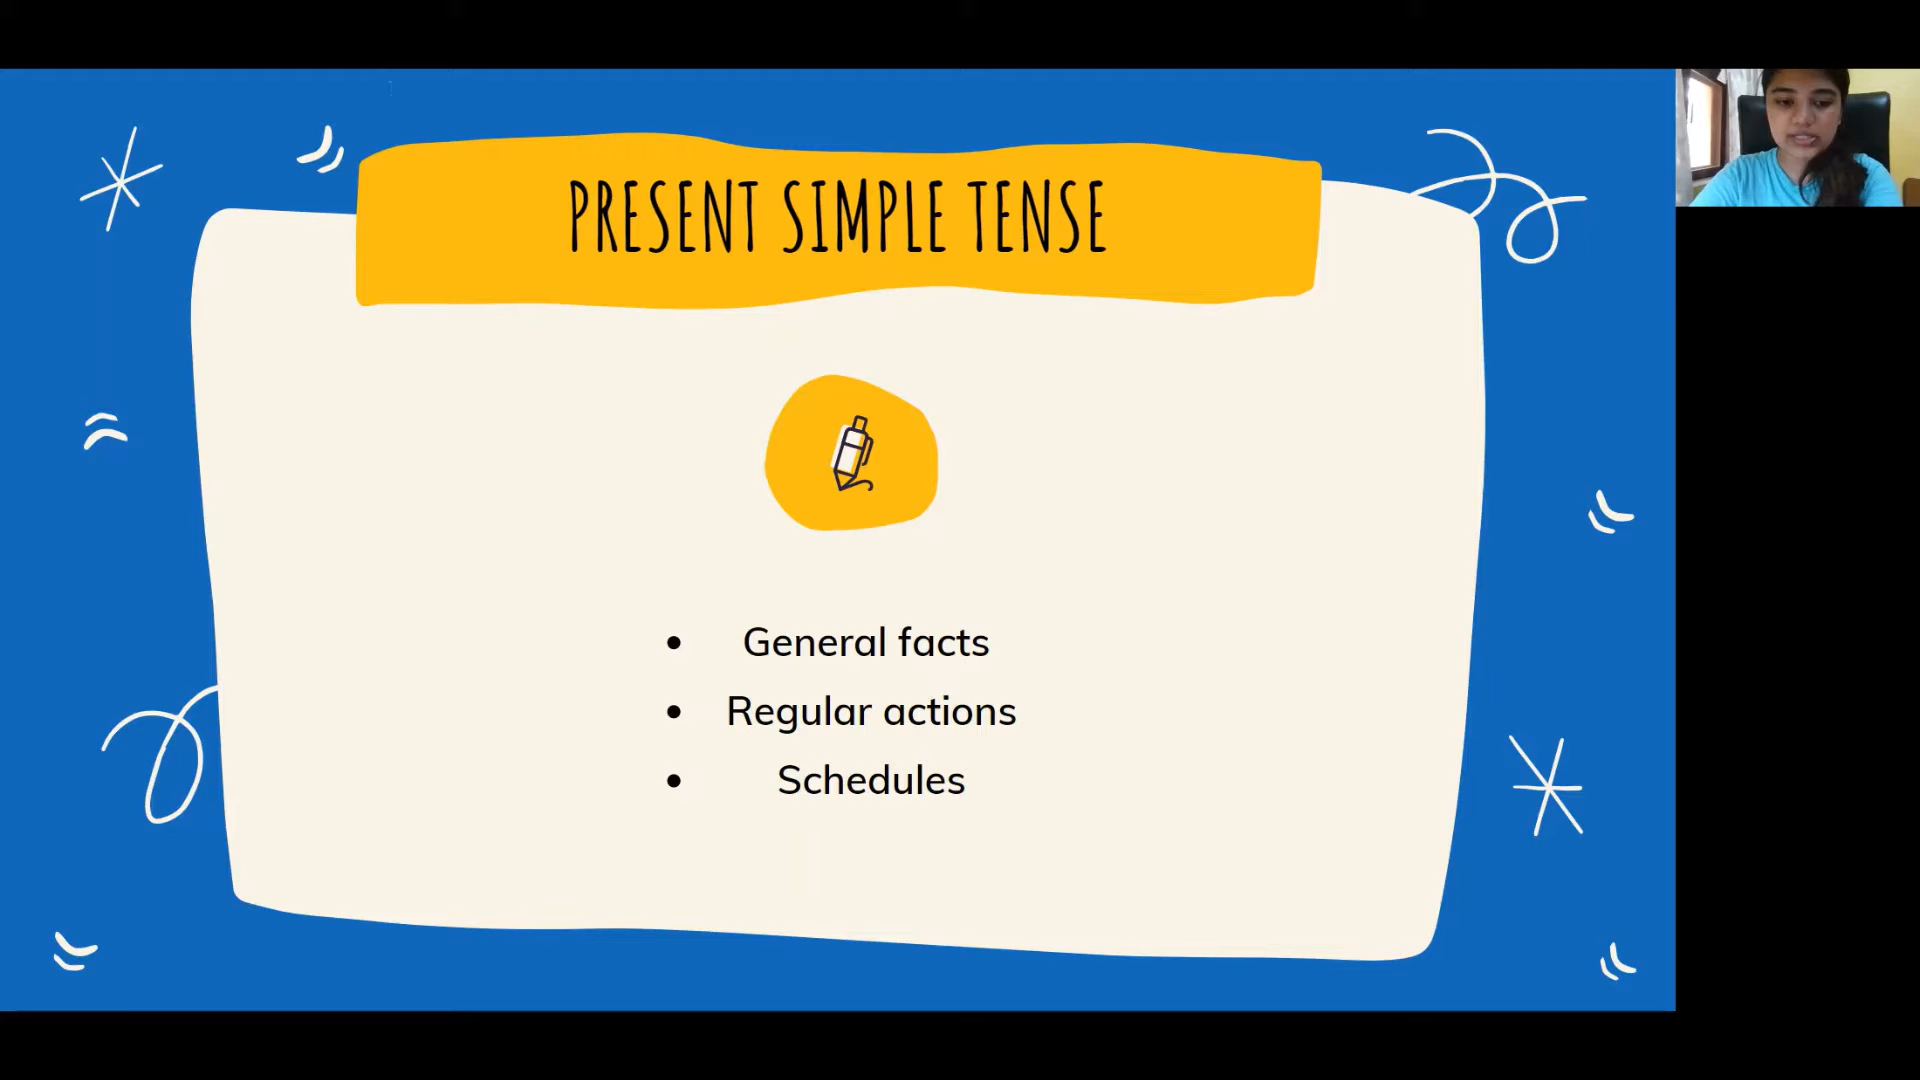 PRESENT SIMPLE TENSE
• General facts
• Regular actions
• Schedules